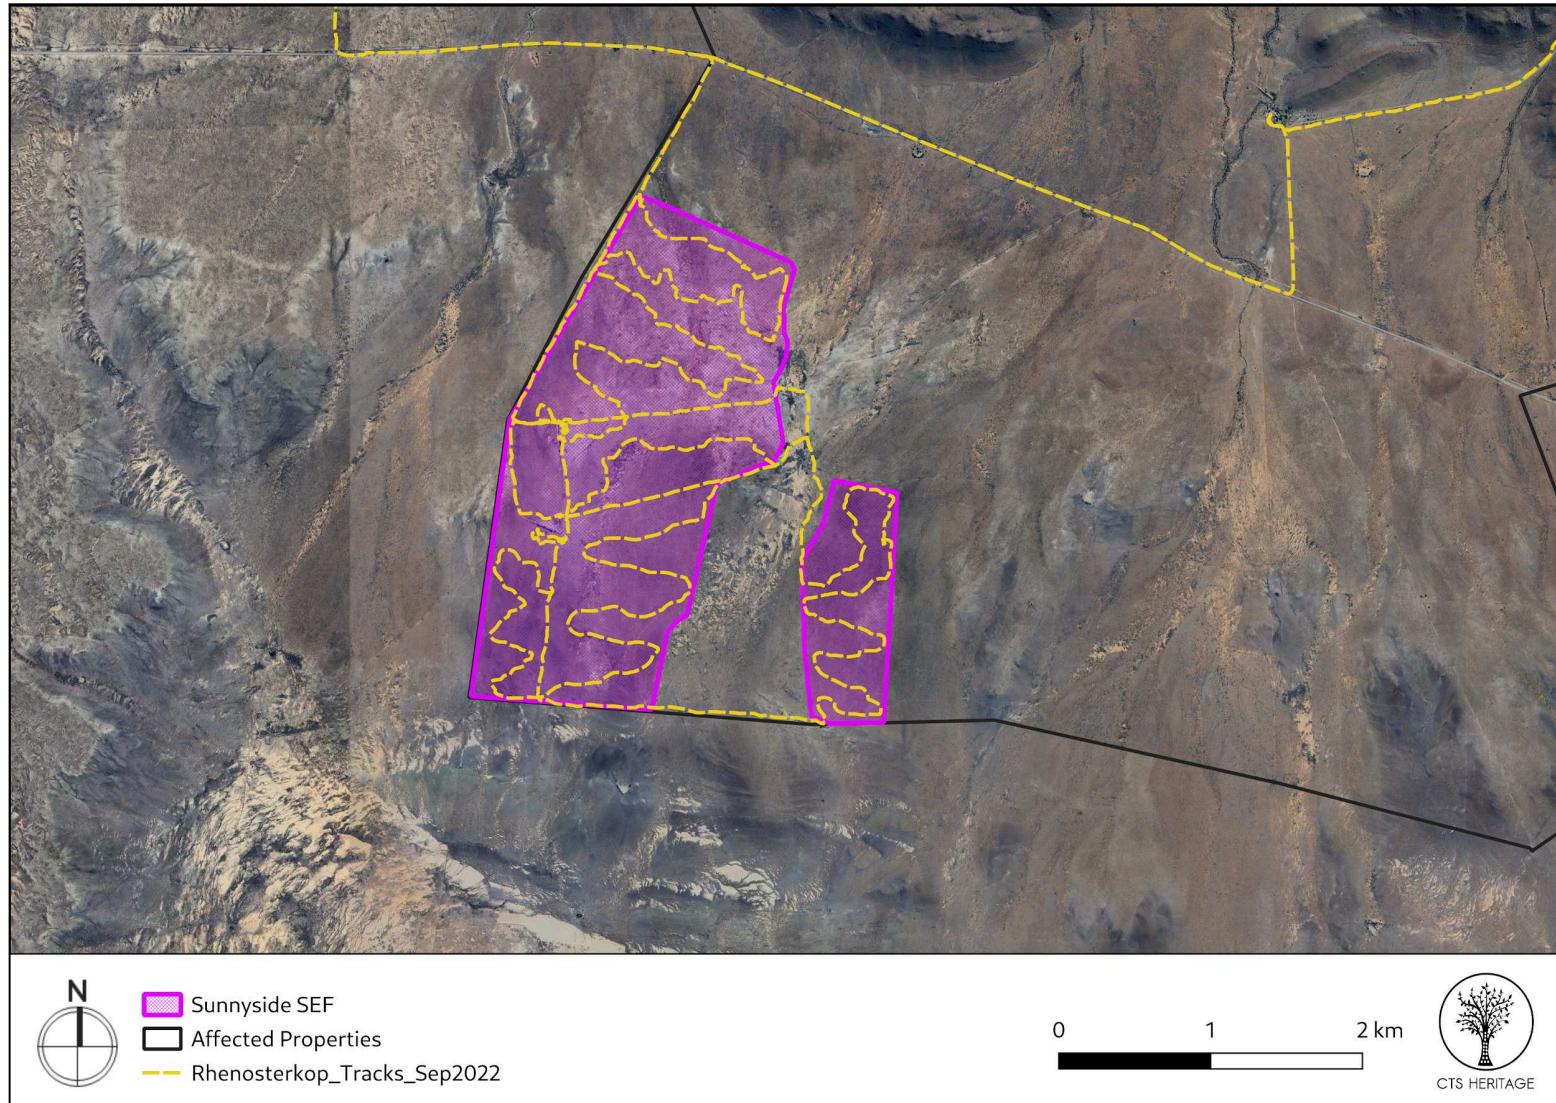 N
Sunnyside SEF
Affected Properties
Rhenosterkop_Tracks_Sep2022
0 1 2 km
CTS HERITAGE